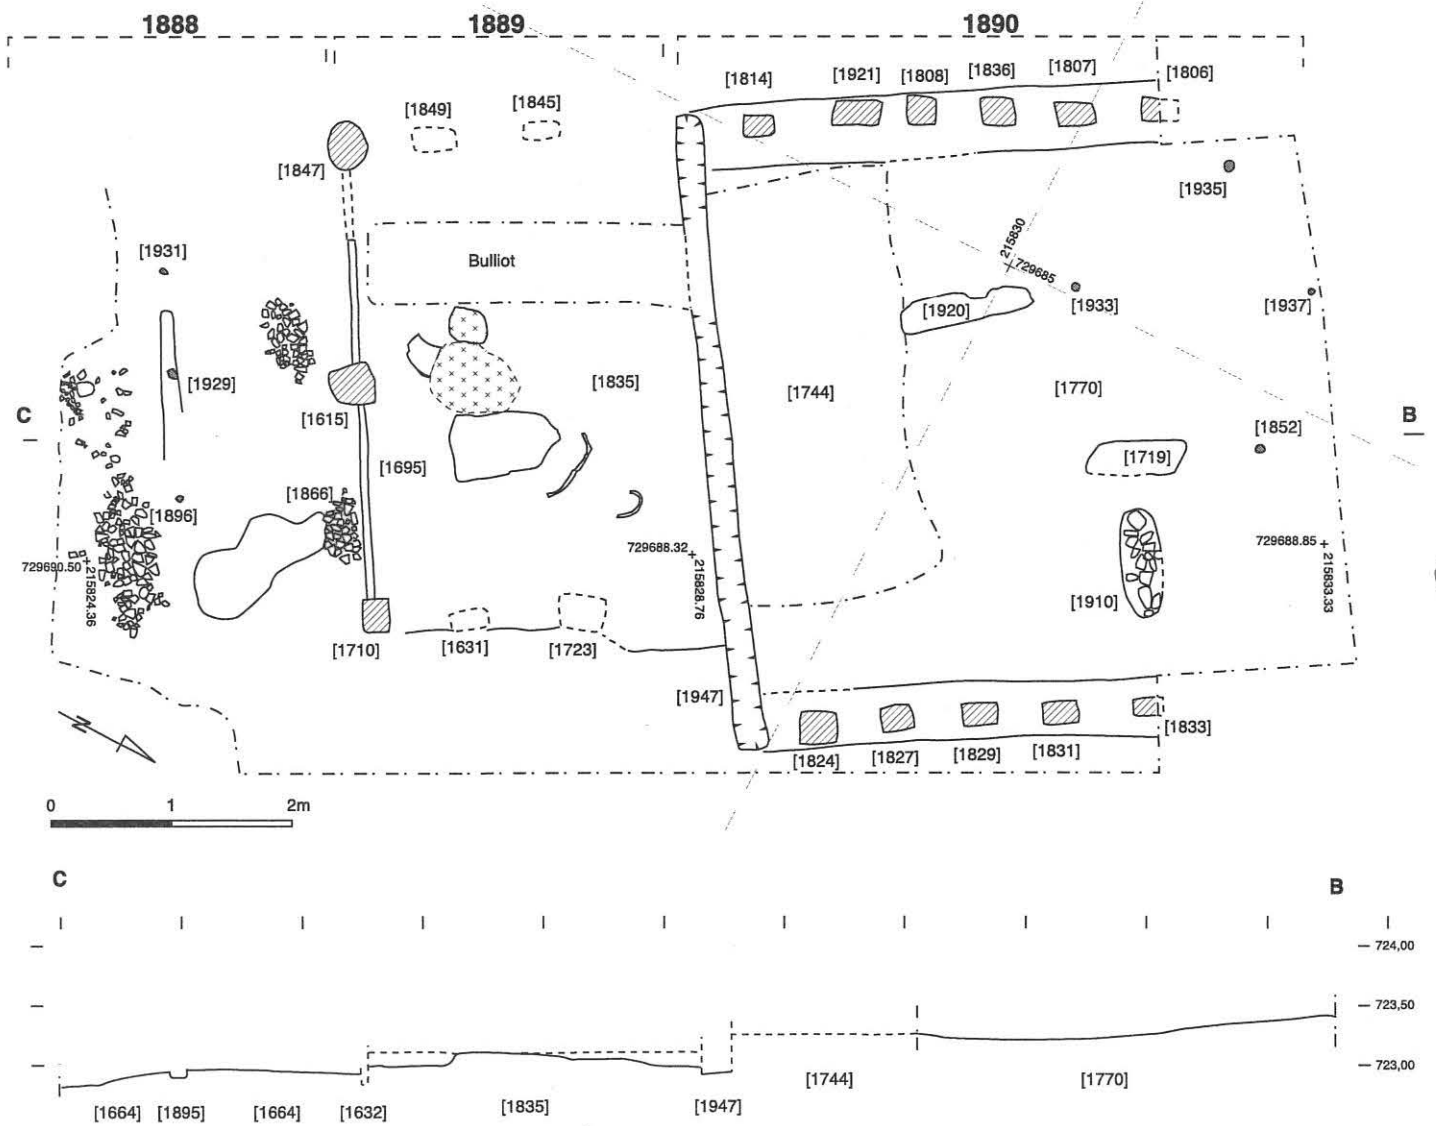 1888 1889 1890
[1814] [1921] [1808] [1836] [1807] [1806]
[1849] [1845]
[1847]
[1935]
[1931]
Bulliot
215830
729685
[1920] [1933] [1937]
[1929] [1835] [1744] [1770]
C
B
[1615]
[1852]
[1695] [1719]
[1866]
[1896]
729690.50
215824.36
729688.32
215828.76
729688.85
215833.33
[1910]
[1710] [1631] [1723]
[1947]
N
[1824] [1827] [1829] [1831] [1833]
0 1 2m
C B
724,00
723,50
723,00
[1744] [1770]
[1664] [1895] [1664] [1632] [1835] [1947]